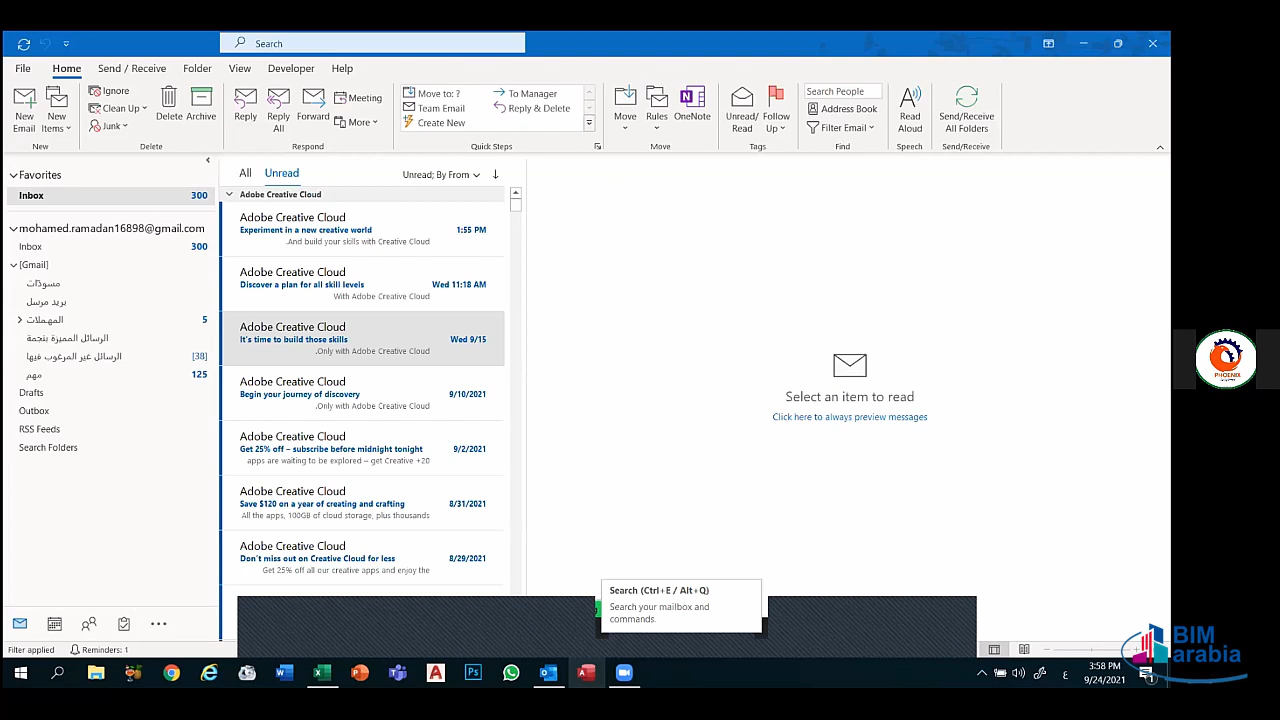 Search
File Home Send / Receive Folder View Developer Help
New Email
New Items
Ignore
Clean Up
Junk
Delete
Archive
Reply
Reply All
Forward
Meeting
More
Move to: ?
Team Email
Create New
To Manager
Reply & Delete
Move
Rules
OneNote
Unread/ Read
Follow Up
Search People
Address Book
Filter Email
Read Aloud
Send/Receive All Folders
New Delete Respond Quick Steps Move Tags Find Speech Send/Receive
Favorites
Inbox 300
mohamed.ramadan16898@gmail.com
Inbox 300
[Gmail]
مسودّات
بريد مرسل
المهملات 5
الرسائل المميزة بنجمة
الرسائل غير المرغوب فيها [38]
مهم 125
Drafts
Outbox
RSS Feeds
Search Folders
All Unread Unread; By From
Adobe Creative Cloud
Adobe Creative Cloud
Experiment in a new creative world 1:55 PM
.And build your skills with Creative Cloud
Adobe Creative Cloud
Discover a plan for all skill levels Wed 11:18 AM
With Adobe Creative Cloud
Adobe Creative Cloud
It's time to build those skills Wed 9/15
.Only with Adobe Creative Cloud
Adobe Creative Cloud
Begin your journey of discovery 9/10/2021
.Only with Adobe Creative Cloud
Adobe Creative Cloud
Get 25% off – subscribe before midnight tonight 9/2/2021
apps are waiting to be explored – get Creative +20
Adobe Creative Cloud
Save $120 on a year of creating and crafting 8/31/2021
All the apps, 100GB of cloud storage, plus thousands
Adobe Creative Cloud
Don't miss out on Creative Cloud for less 8/29/2021
Get 25% off all our creative apps and enjoy the
Select an item to read
Click here to always preview messages
PHOENIX
Search (Ctrl+E / Alt+Q)
Search your mailbox and
commands.
Filter applied Reminders: 1
BIM
arabia
3:58 PM
9/24/2021
ع
1